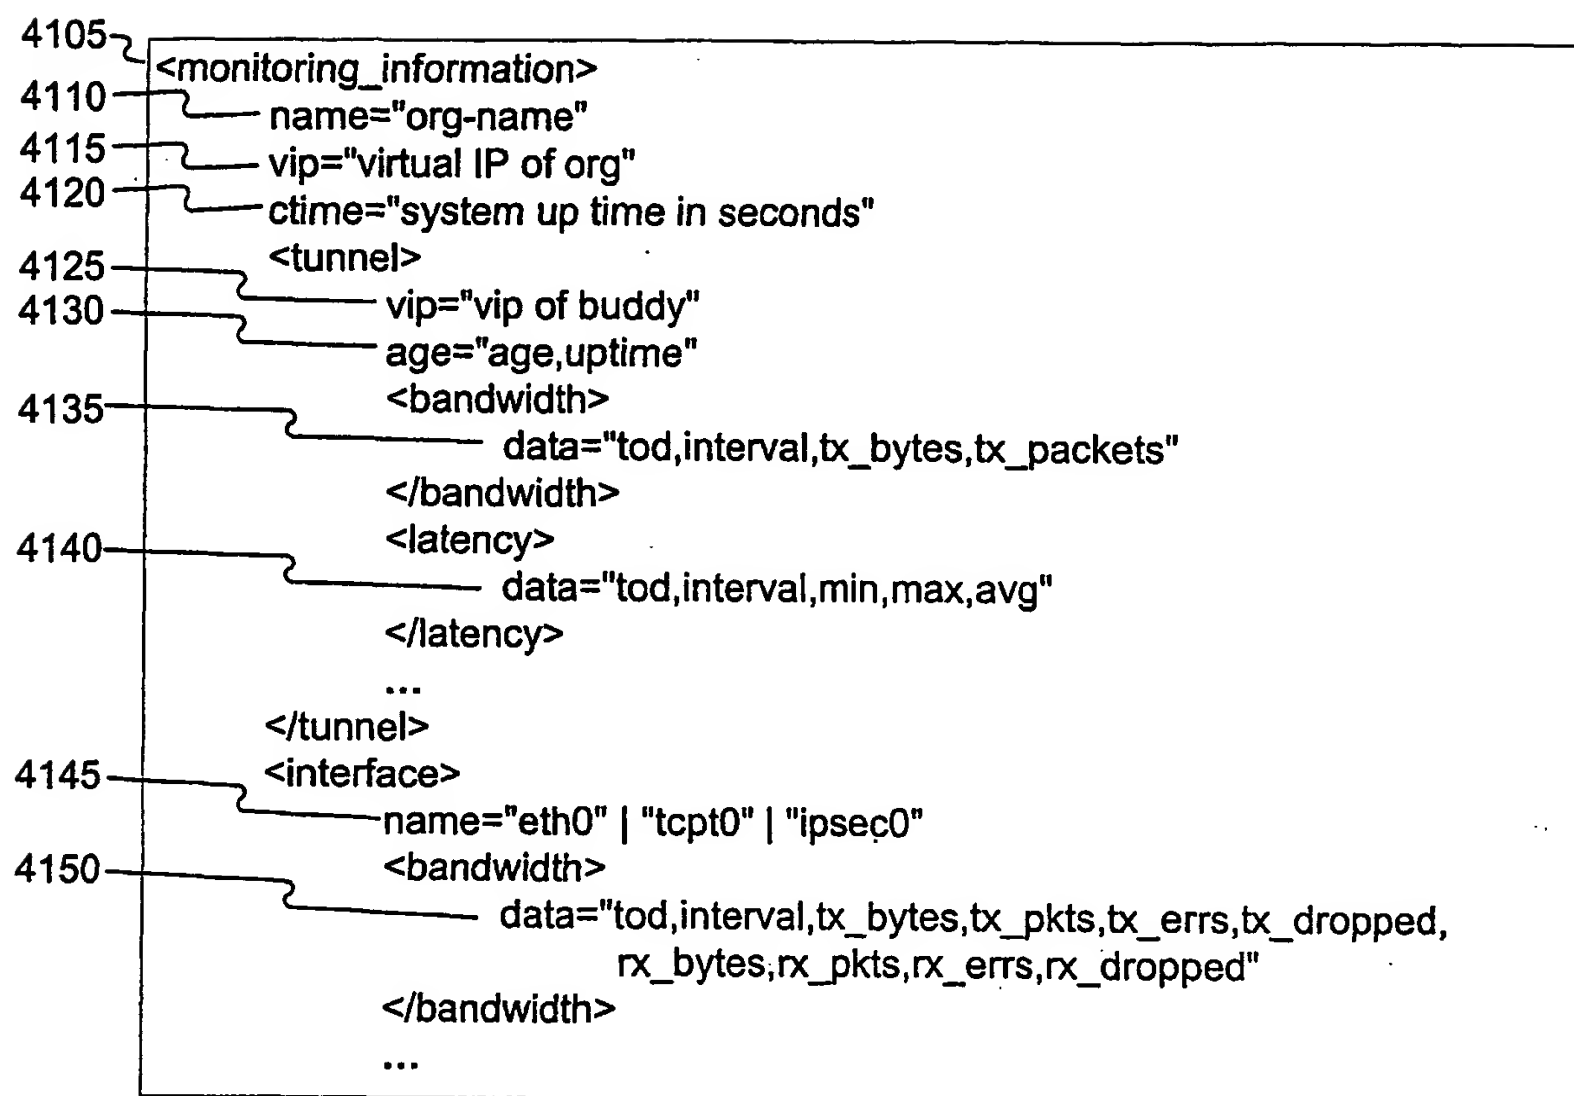 4105
<monitoring_information>
4110
name="org-name"
4115
vip="virtual IP of org"
4120
ctime="system up time in seconds"
<tunnel>
4125
vip="vip of buddy"
4130
age="age,uptime"
<bandwidth>
4135
data="tod,interval,tx_bytes,tx_packets"
</bandwidth>
<latency>
4140
data="tod,interval,min,max,avg"
</latency>
...
</tunnel>
<interface>
4145
name="eth0" | "tcpt0" | "ipsec0"
<bandwidth>
4150
data="tod,interval,tx_bytes,tx_pkts,tx_errs,tx_dropped,
rx_bytes,rx_pkts,rx_errs,rx_dropped"
</bandwidth>
...